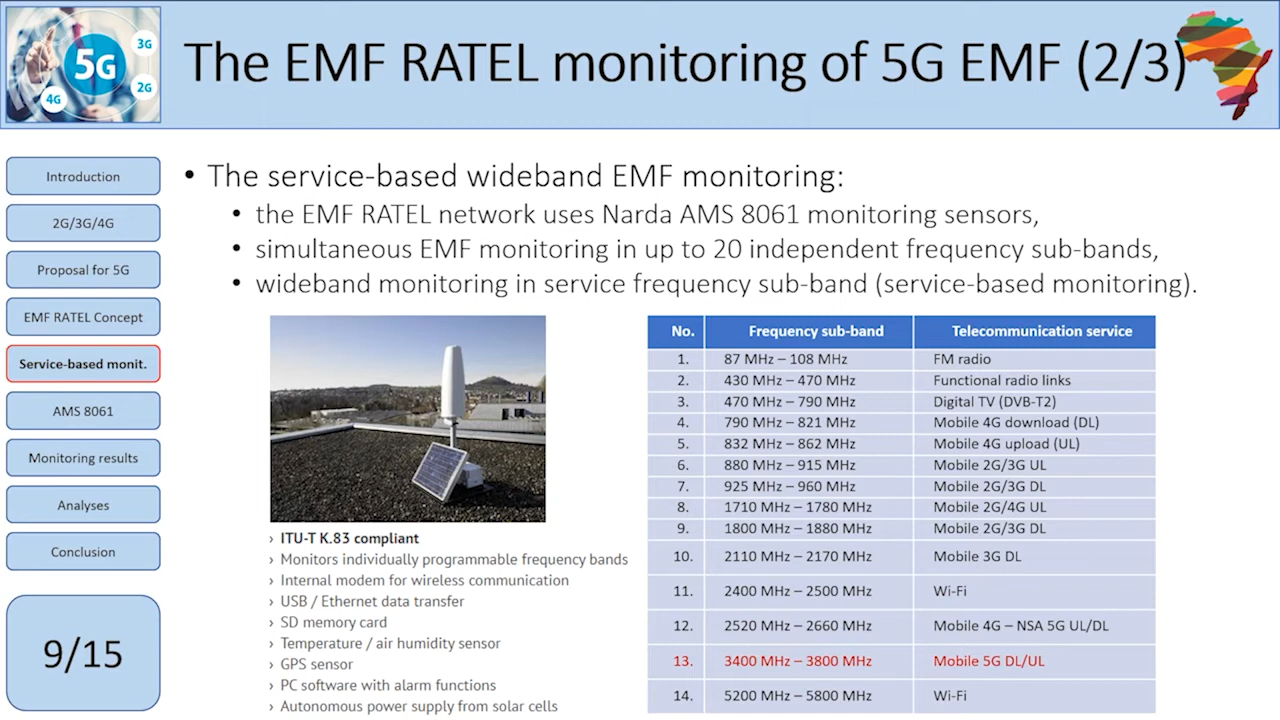 5G
3G
2G
4G
The EMF RATEL monitoring of 5G EMF (2/3)
Introduction
2G/3G/4G
Proposal for 5G
EMF RATEL Concept
Service-based monit.
AMS 8061
Monitoring results
Analyses
Conclusion
9/15
• The service-based wideband EMF monitoring:
• the EMF RATEL network uses Narda AMS 8061 monitoring sensors,
• simultaneous EMF monitoring in up to 20 independent frequency sub-bands,
• wideband monitoring in service frequency sub-band (service-based monitoring).
› ITU-T K.83 compliant
› Monitors individually programmable frequency bands
› Internal modem for wireless communication
› USB / Ethernet data transfer
› SD memory card
› Temperature / air humidity sensor
› GPS sensor
› PC software with alarm functions
› Autonomous power supply from solar cells
No. Frequency sub-band Telecommunication service
1. 87 MHz – 108 MHz FM radio
2. 430 MHz – 470 MHz Functional radio links
3. 470 MHz – 790 MHz Digital TV (DVB-T2)
4. 790 MHz – 821 MHz Mobile 4G download (DL)
5. 832 MHz – 862 MHz Mobile 4G upload (UL)
6. 880 MHz – 915 MHz Mobile 2G/3G UL
7. 925 MHz – 960 MHz Mobile 2G/3G DL
8. 1710 MHz – 1780 MHz Mobile 2G/4G UL
9. 1800 MHz – 1880 MHz Mobile 2G/3G DL
10. 2110 MHz – 2170 MHz Mobile 3G DL
11. 2400 MHz – 2500 MHz Wi-Fi
12. 2520 MHz – 2660 MHz Mobile 4G – NSA 5G UL/DL
13. 3400 MHz – 3800 MHz Mobile 5G DL/UL
14. 5200 MHz – 5800 MHz Wi-Fi